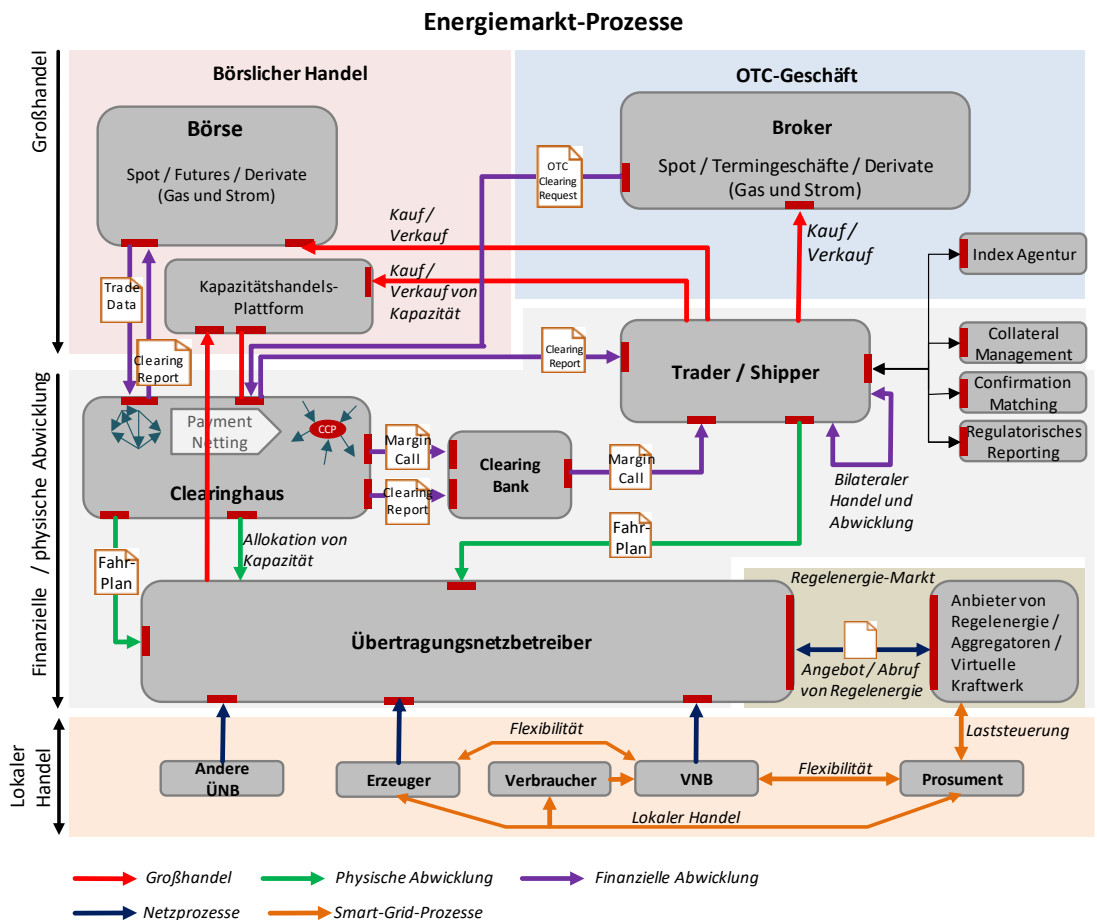 Energiemarkt-Prozesse
Großhandel
Börslicher Handel
OTC-Geschäft
Börse
Spot / Futures / Derivate
(Gas und Strom)
Broker
Spot / Termingeschäfte / Derivate
(Gas und Strom)
OTC
Clearing
Request
Kauf /
Verkauf
Kauf /
Verkauf
Index Agentur
Trade
Data
Kapazitätshandels-
Plattform
Kauf /
Verkauf von
Kapazität
Clearing
Report
Clearing
Report
Trader / Shipper
Collateral
Management
Confirmation
Matching
Regulatorisches
Reporting
Finanzielle / physische Abwicklung
Payment
Netting
CCP
Clearinghaus
Margin
Call
Clearing
Report
Clearing
Bank
Margin
Call
Bilateraler
Handel und
Abwicklung
Fahr-
Plan
Allokation von
Kapazität
Fahr-
Plan
Regelenergie-Markt
Übertragungsnetzbetreiber
Angebot / Abruf
von Regelenergie
Anbieter von
Regelenergie /
Aggregatoren /
Virtuelle
Kraftwerk
Lokaler
Handel
Flexibilität
Laststeuerung
Andere
ÜNB
Erzeuger
Verbraucher
VNB
Flexibilität
Prosument
Lokaler Handel
Großhandel
Physische Abwicklung
Finanzielle Abwicklung
Netzprozesse
Smart-Grid-Prozesse